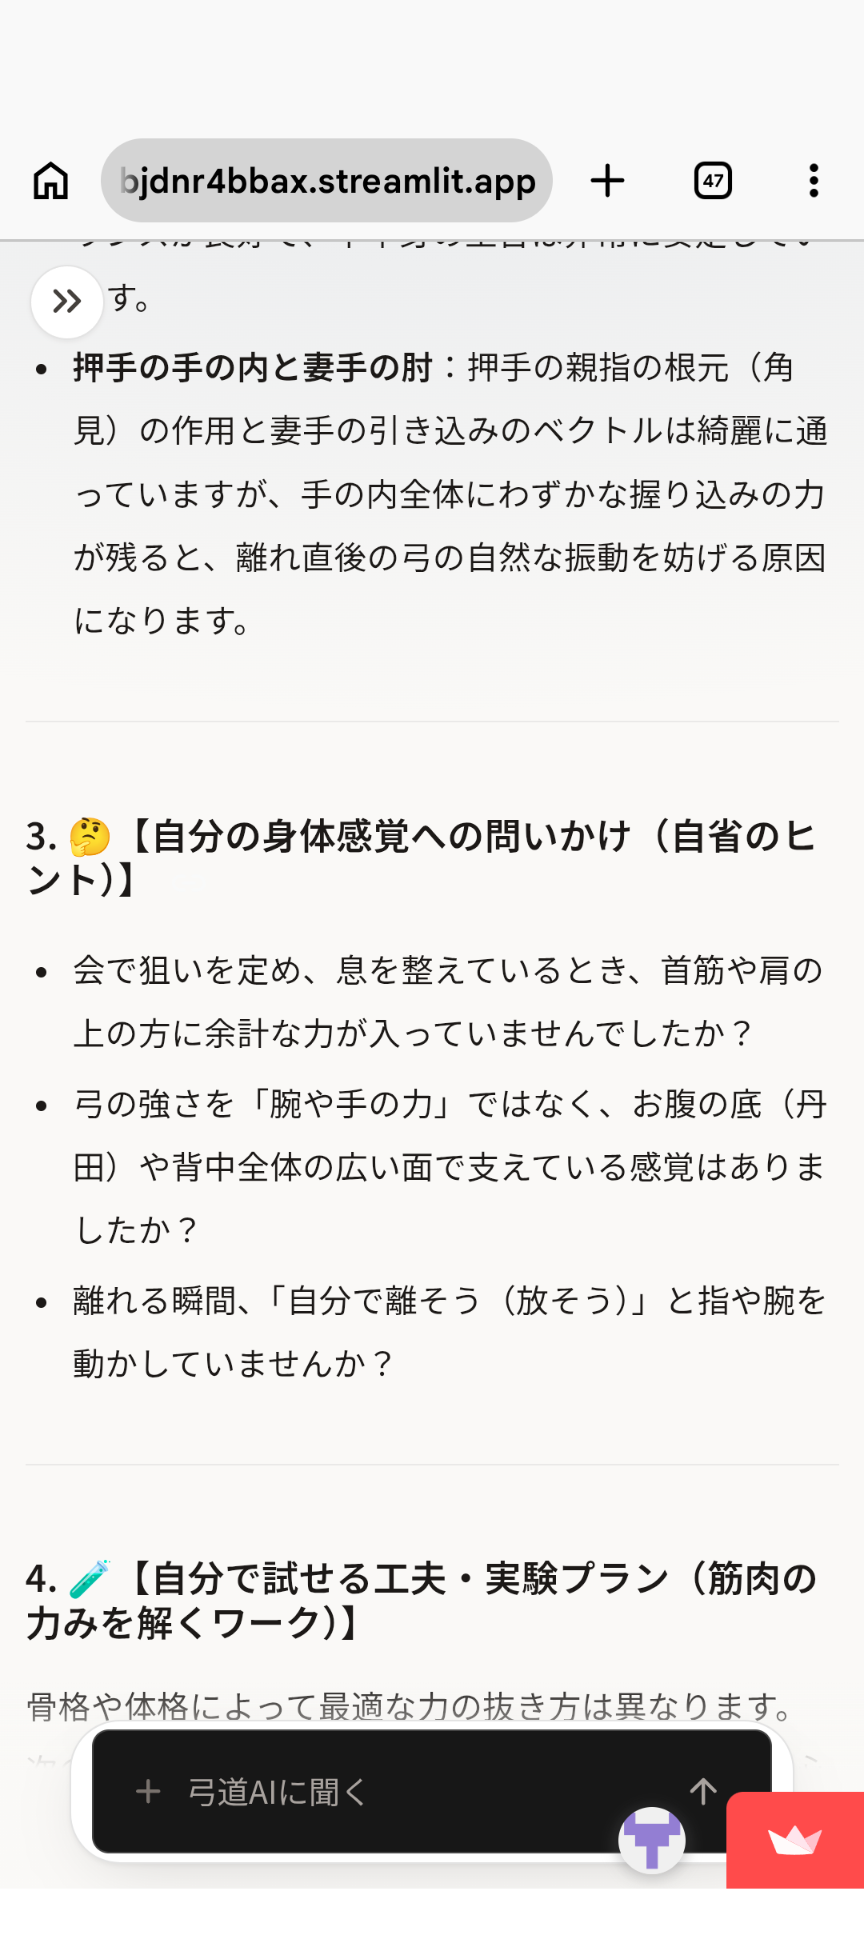 bjdnr4bbax.streamlit.app
47
す。
押手の手の内と妻手の肘：押手の親指の根元（角
見）の作用と妻手の引き込みのベクトルは綺麗に通
っていますが、手の内全体にわずかな握り込みの力
が残ると、離れ直後の弓の自然な振動を妨げる原因
になります。
3. 🤔【自分の身体感覚への問いかけ（自省のヒ
ント）】
会で狙いを定め、息を整えているとき、首筋や肩の
上の方に余計な力が入っていませんでしたか？
弓の強さを「腕や手の力」ではなく、お腹の底（丹
田）や背中全体の広い面で支えている感覚はありま
したか？
離れる瞬間、「自分で離そう（放そう）」と指や腕を
動かしていませんか？
4. 🧪【自分で試せる工夫・実験プラン（筋肉の
力みを解くワーク）】
骨格や体格によって最適な力の抜き方は異なります。
弓道AIに聞く